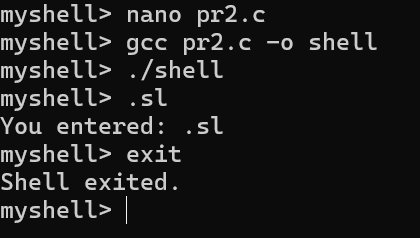 myshell> nano pr2.c
myshell> gcc pr2.c -o shell
myshell> ./shell
myshell> .sl
You entered: .sl
myshell> exit
Shell exited.
myshell>